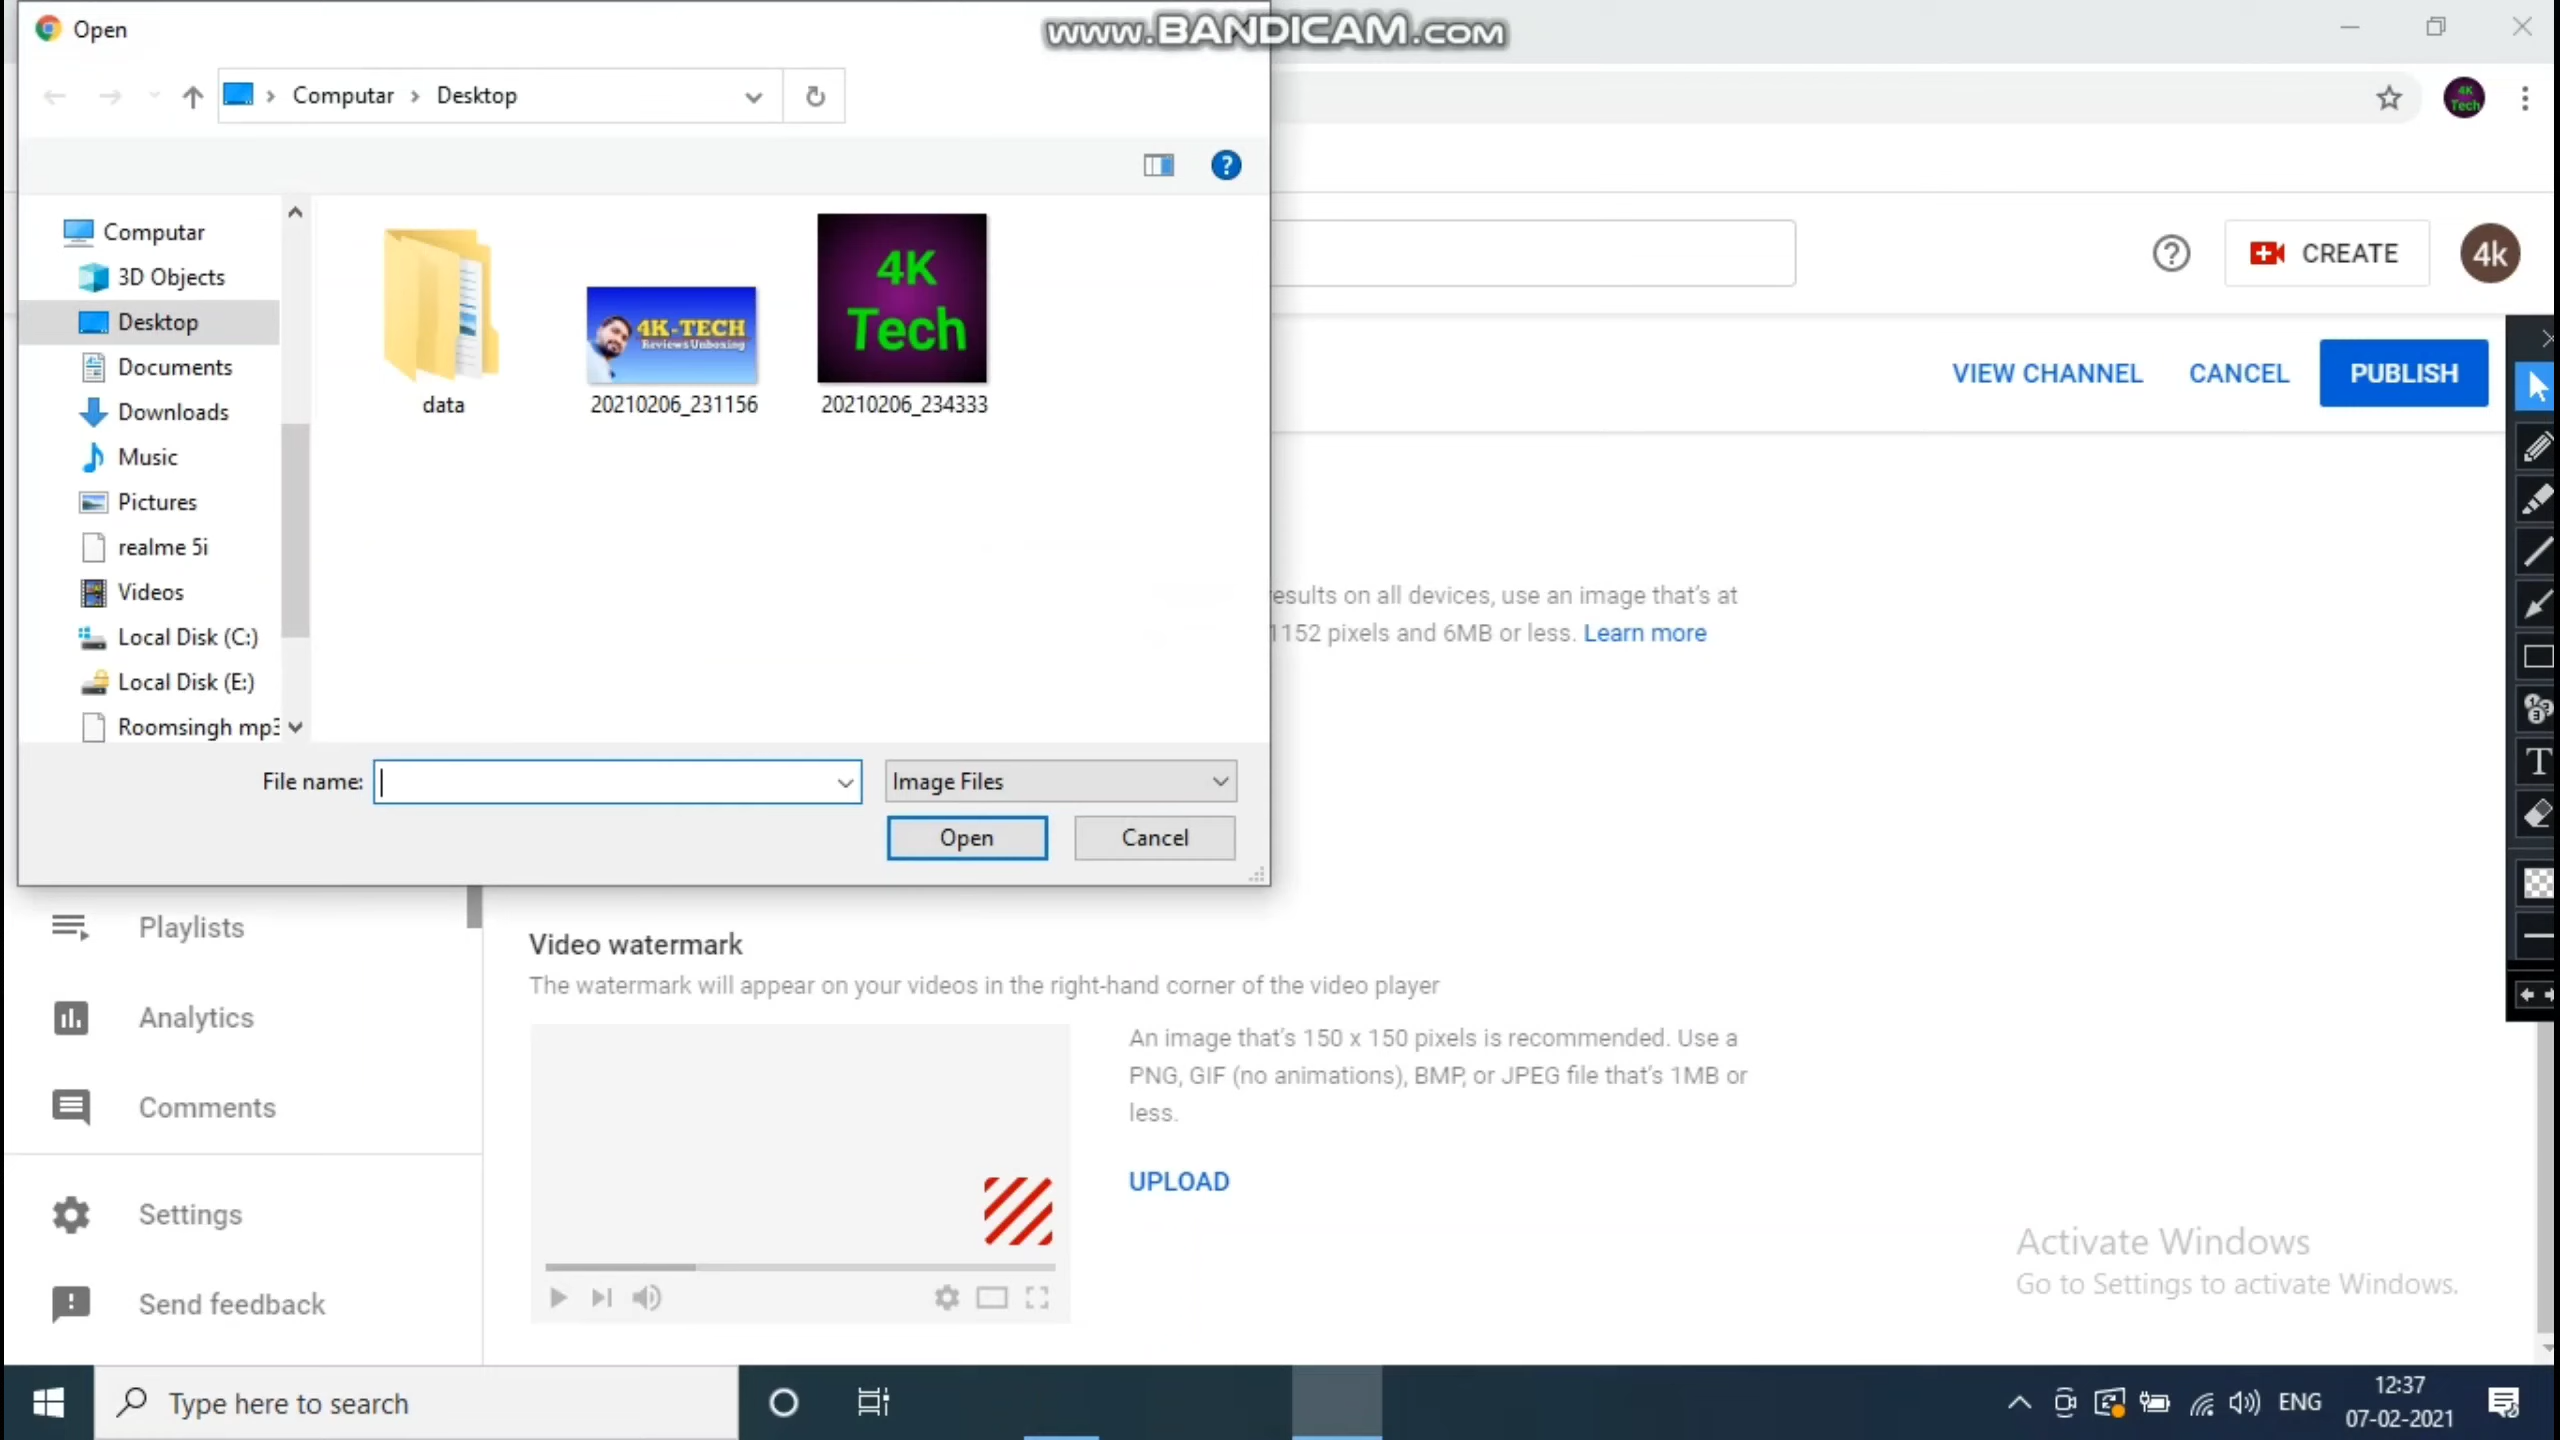 Open
www.BANDICAM.com
Computar
Desktop
4K
Tech
?
Computar
3D Objects
Desktop
Documents
Downloads
Music
Pictures
realme 5i
Videos
Local Disk (C:)
Local Disk (E:)
Roomsingh mp3
data
4K-TECH
Reviews Unboxing
20210206_231156
4K
Tech
20210206_234333
File name:
Image Files
Open
Cancel
?
CREATE
4k
VIEW CHANNEL
CANCEL
PUBLISH
esults on all devices, use an image that's at
1152 pixels and 6MB or less. Learn more
T
Playlists
Analytics
Comments
Settings
Send feedback
Video watermark
The watermark will appear on your videos in the right-hand corner of the video player
An image that's 150 x 150 pixels is recommended. Use a
PNG, GIF (no animations), BMP, or JPEG file that's 1MB or
less.
UPLOAD
Activate Windows
Go to Settings to activate Windows.
Type here to search
ENG
12:37
07-02-2021